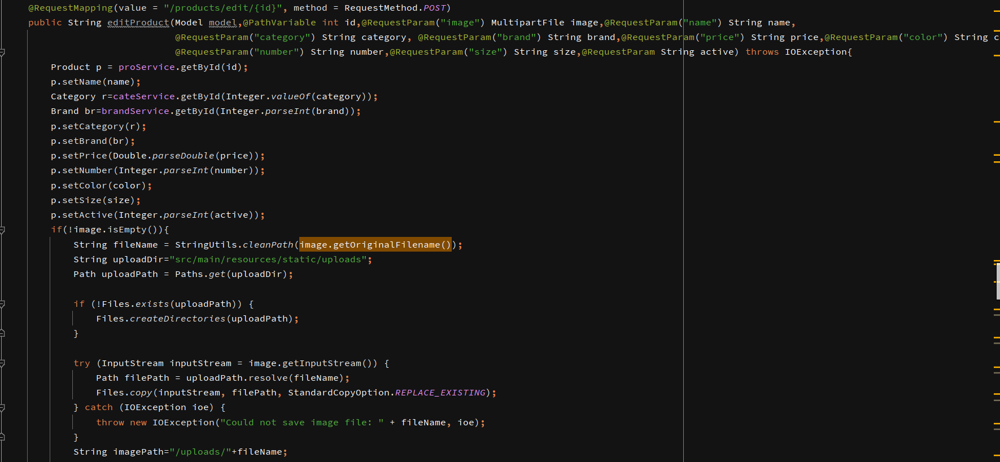 @RequestMapping(value = "/products/edit/{id}", method = RequestMethod.POST)
public String editProduct(Model model,@PathVariable int id,@RequestParam("image") MultipartFile image,@RequestParam("name") String name,
@RequestParam("category") String category, @RequestParam("brand") String brand,@RequestParam("price") String price,@RequestParam("color") String c
@RequestParam("number") String number,@RequestParam("size") String size,@RequestParam String active) throws IOException{
Product p = proService.getById(id);
p.setName(name);
Category r=cateService.getById(Integer.valueOf(category));
Brand br=brandService.getById(Integer.parseInt(brand));
p.setCategory(r);
p.setBrand(br);
p.setPrice(Double.parseDouble(price));
p.setNumber(Integer.parseInt(number));
p.setColor(color);
p.setSize(size);
p.setActive(Integer.parseInt(active));
if(!image.isEmpty()){
String fileName = StringUtils.cleanPath(image.getOriginalFilename());
String uploadDir="src/main/resources/static/uploads";
Path uploadPath = Paths.get(uploadDir);
if (!Files.exists(uploadPath)) {
Files.createDirectories(uploadPath);
}
try (InputStream inputStream = image.getInputStream()) {
Path filePath = uploadPath.resolve(fileName);
Files.copy(inputStream, filePath, StandardCopyOption.REPLACE_EXISTING);
} catch (IOException ioe) {
throw new IOException("Could not save image file: " + fileName, ioe);
}
String imagePath="/uploads/"+fileName;